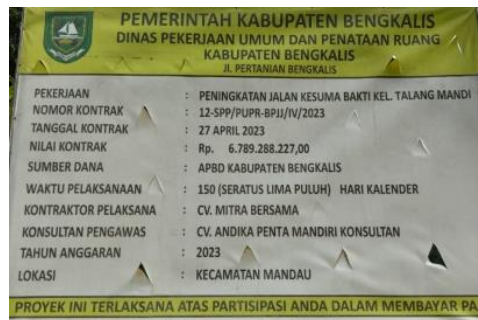 PEMERINTAH KABUPATEN BENGKALIS
DINAS PEKERJAAN UMUM DAN PENATAAN RUANG
KABUPATEN BENGKALIS
JL. PERTANIAN BENGKALIS
PEKERJAAN : PENINGKATAN JALAN KESUMA BAKTI KEL. TALANG MANDI
NOMOR KONTRAK : 12-SPP/PUPR-BPJJ/IV/2023
TANGGAL KONTRAK : 27 APRIL 2023
NILAI KONTRAK : Rp. 6.789.288.227,00
SUMBER DANA : APBD KABUPATEN BENGKALIS
WAKTU PELAKSANAAN : 150 (SERATUS LIMA PULUH) HARI KALENDER
KONTRAKTOR PELAKSANA : CV. MITRA BERSAMA
KONSULTAN PENGAWAS : CV. ANDIKA PENTA MANDIRI KONSULTAN
TAHUN ANGGARAN : 2023
LOKASI : KECAMATAN MANDAU
PROYEK INI TERLAKSANA ATAS PARTISIPASI ANDA DALAM MEMBAYAR PA